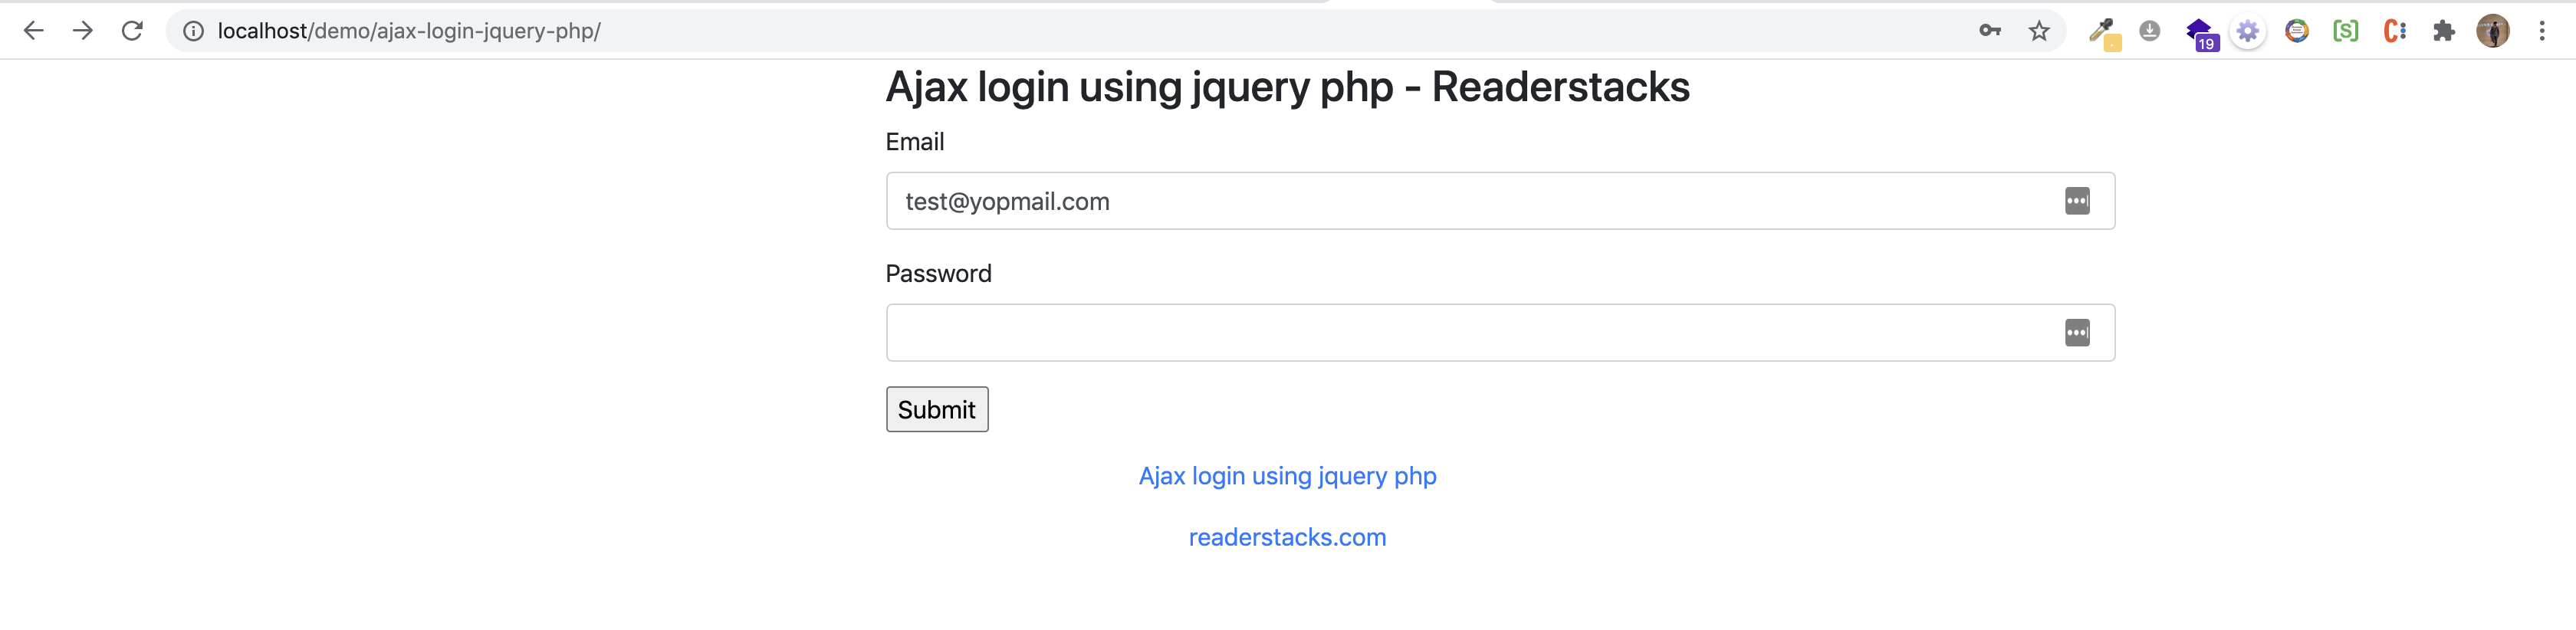 localhost/demo/ajax-login-jquery-php/
19
[S]
C:
Ajax login using jquery php - Readerstacks
Email
test@yopmail.com
Password
Submit
Ajax login using jquery php
readerstacks.com